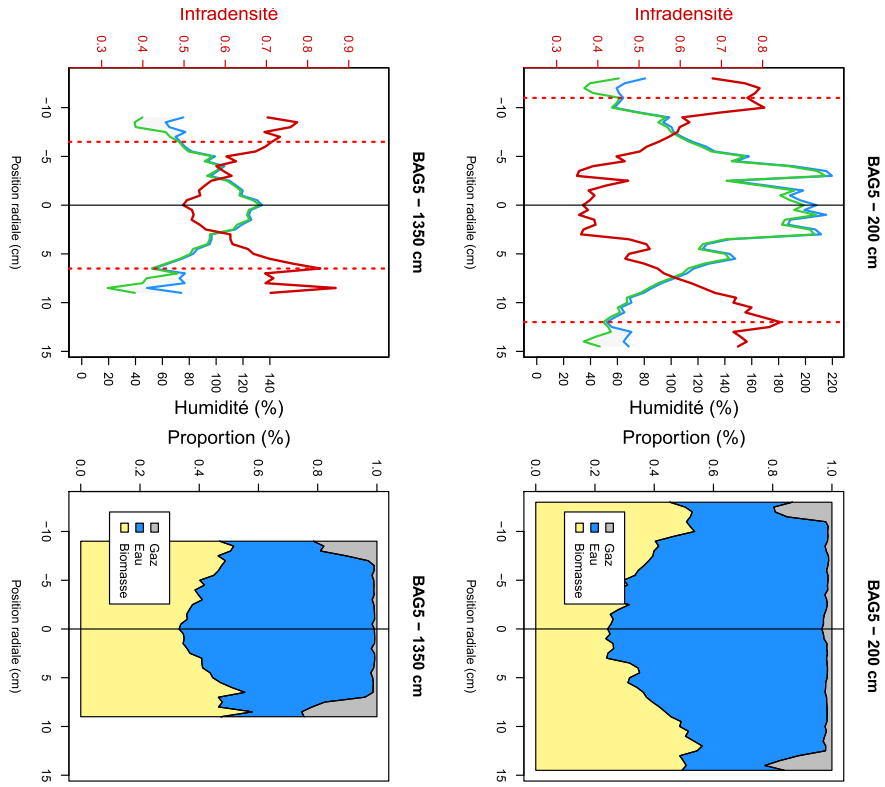 Infradensité
0.3 0.4 0.5 0.6 0.7 0.8 0.9
−10 −5 0 5 10 15
Position radiale (cm)
BAG5 − 1350 cm
0 20 40 60 80 100 120 140
Humidité (%)
Infradensité
0.3 0.4 0.5 0.6 0.7 0.8
−10 −5 0 5 10 15
Position radiale (cm)
BAG5 − 200 cm
0 20 40 60 80 100 120 140 160 180 200 220
Humidité (%)
Proportion (%)
0.0 0.2 0.4 0.6 0.8 1.0
−10 −5 0 5 10 15
Position radiale (cm)
BAG5 − 1350 cm
Gaz
Eau
Biomasse
Proportion (%)
0.0 0.2 0.4 0.6 0.8 1.0
−10 −5 0 5 10 15
Position radiale (cm)
BAG5 − 200 cm
Gaz
Eau
Biomasse